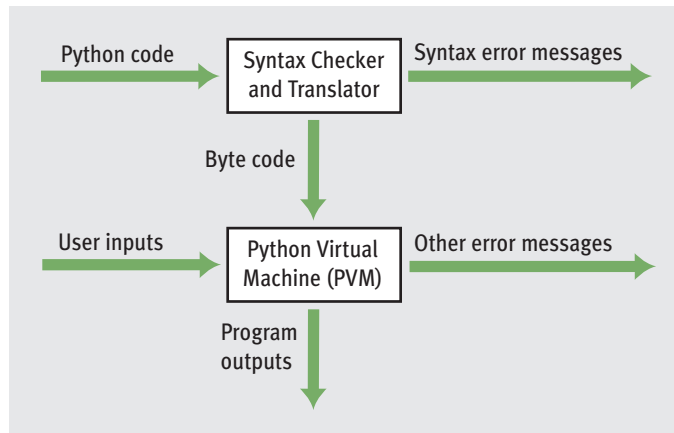 Python code
Syntax Checker
and Translator
Syntax error messages
Byte code
User inputs
Python Virtual
Machine (PVM)
Other error messages
Program
outputs